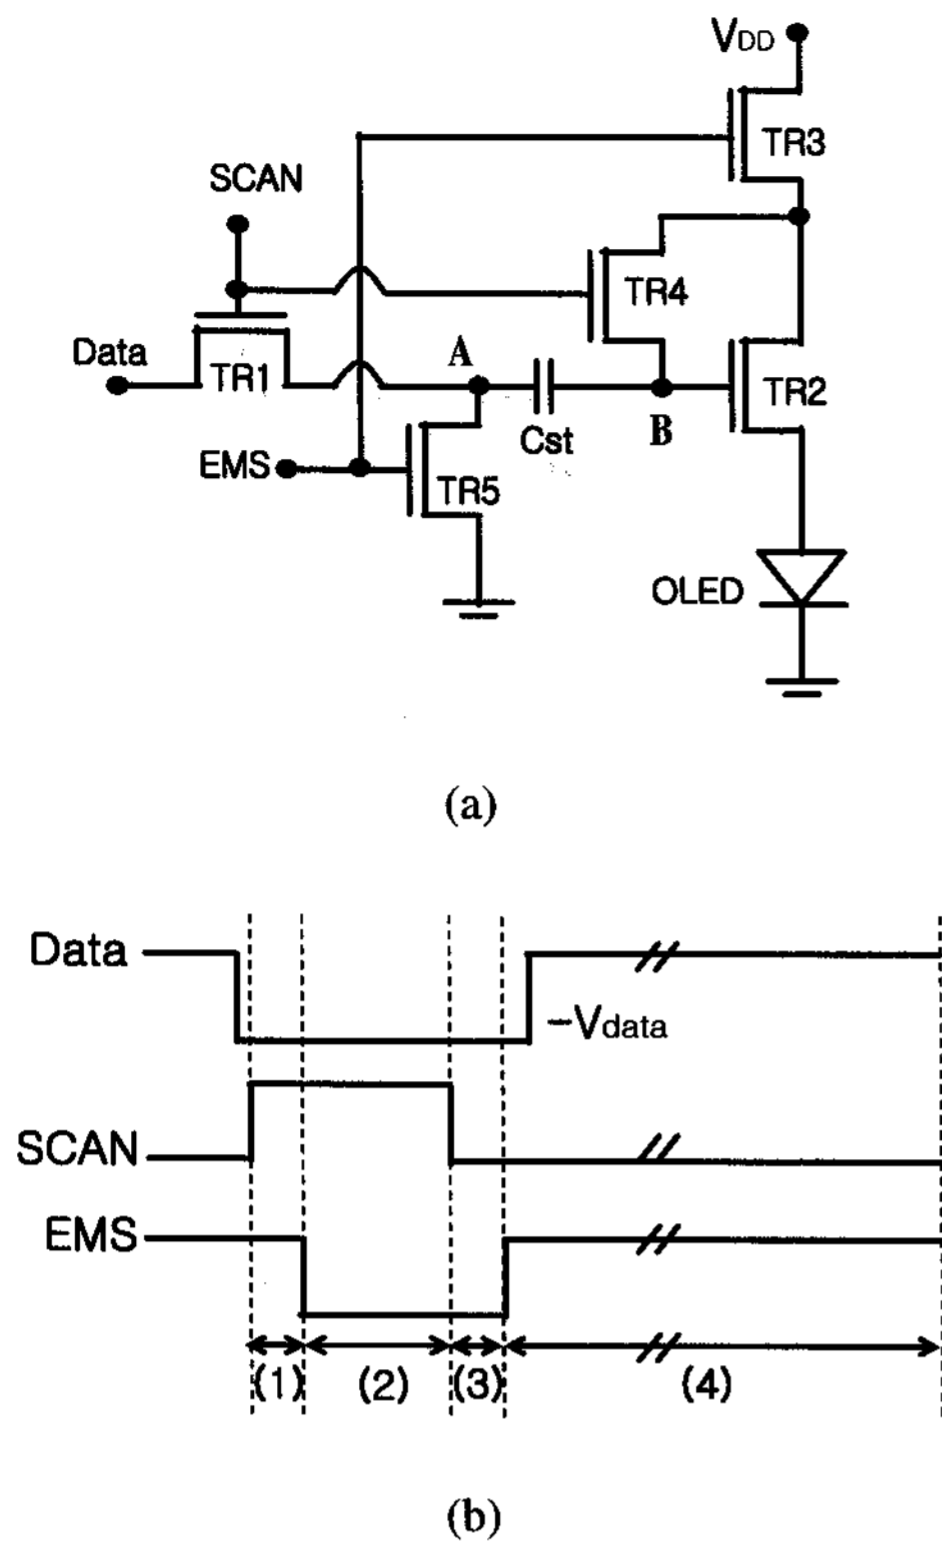 VDD
TR3
SCAN
TR4
Data
TR1
A
TR2
Cst
B
EMS
TR5
OLED
(a)
Data
-Vdata
SCAN
EMS
(1)
(2)
(3)
(4)
(b)